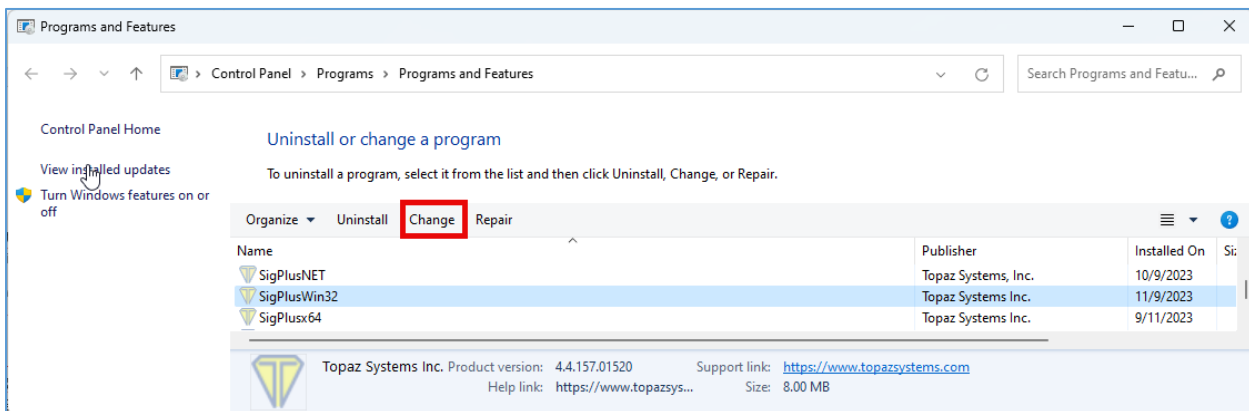 Programs and Features
Control Panel > Programs > Programs and Features
Search Programs and Featu...
Control Panel Home
View installed updates
Turn Windows features on or
off
Uninstall or change a program
To uninstall a program, select it from the list and then click Uninstall, Change, or Repair.
Organize Uninstall Change Repair
Name Publisher Installed On Si
SigPlusNET Topaz Systems, Inc. 10/9/2023
SigPlusWin32 Topaz Systems Inc. 11/9/2023
SigPlusx64 Topaz Systems Inc. 9/11/2023
Topaz Systems Inc. Product version: 4.4.157.01520 Support link: https://www.topazsystems.com
Help link: https://www.topazsys... Size: 8.00 MB